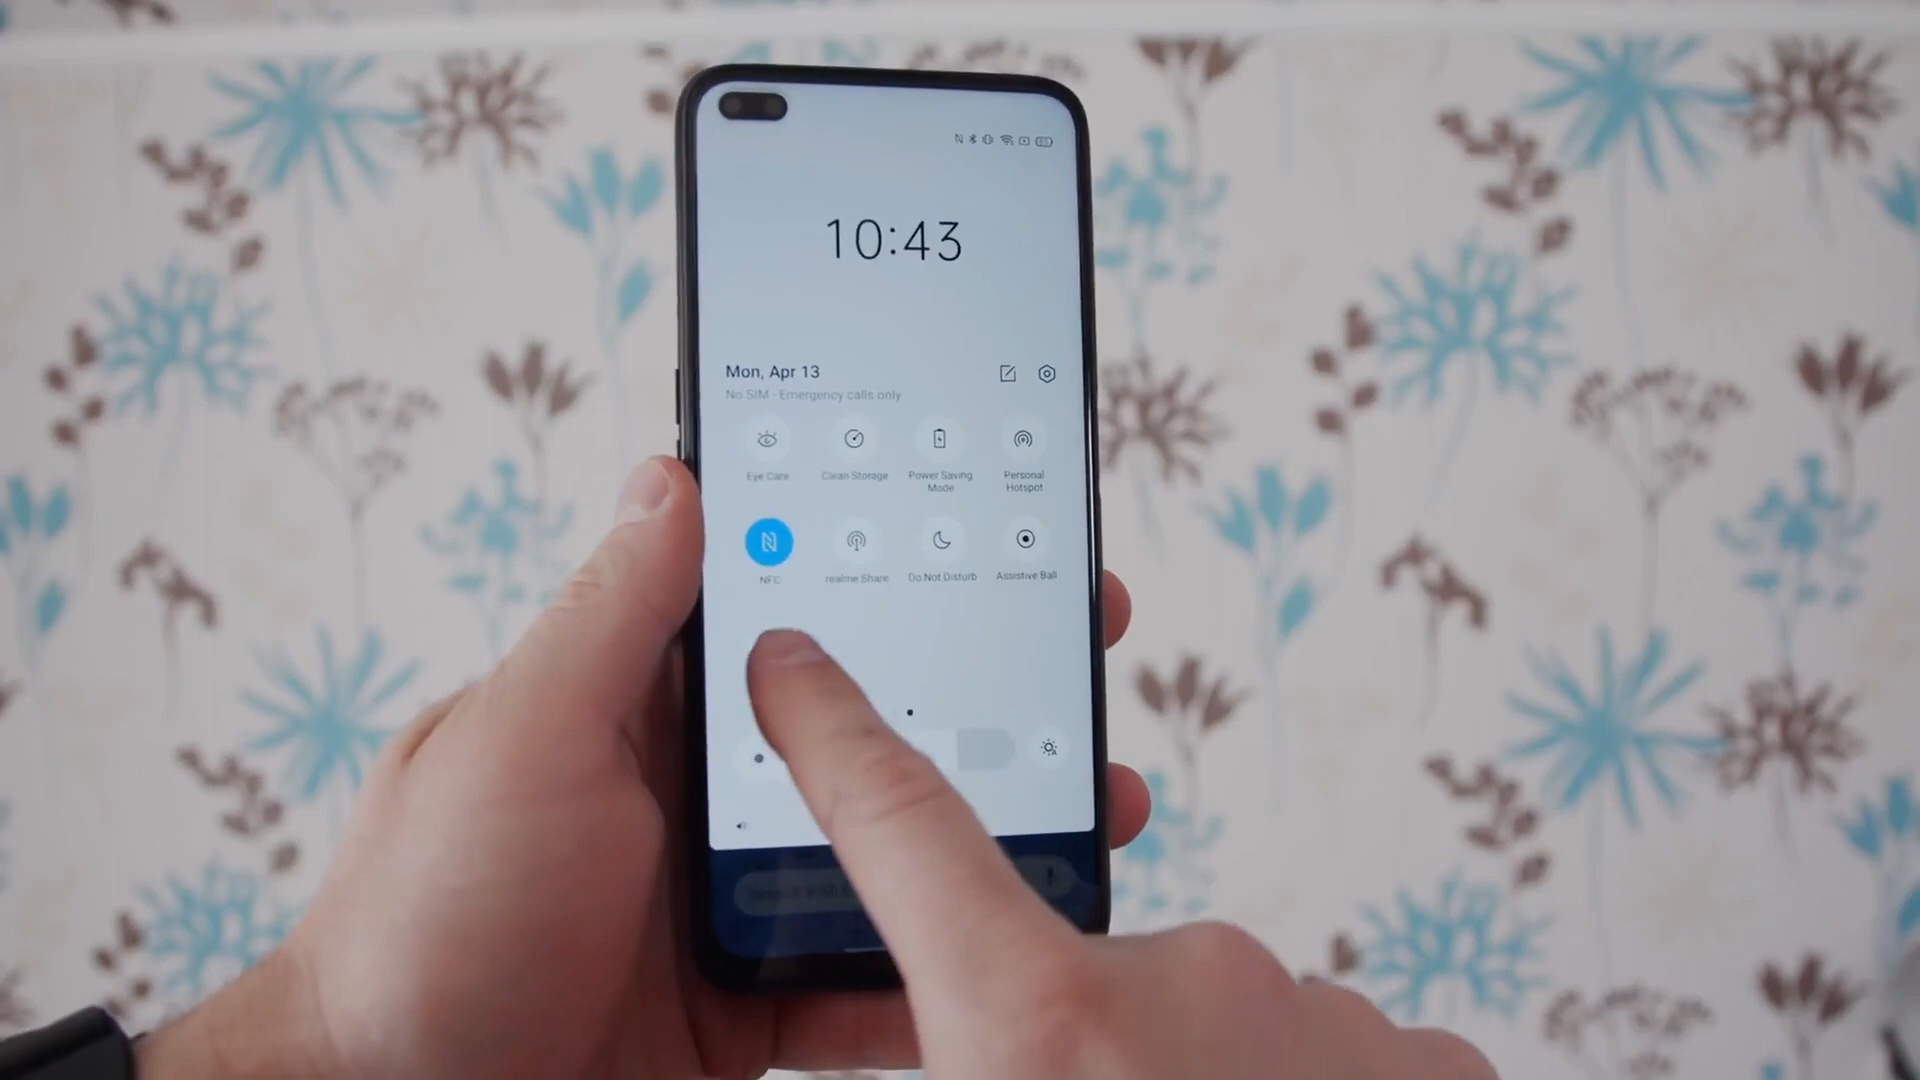 10:43
Mon, Apr 13
No SIM - Emergency calls only
Eye Care
Clean Storage
Power Saving
Mode
Personal
Hotspot
NFC
realme Share
Do Not Disturb
Assistive Ball